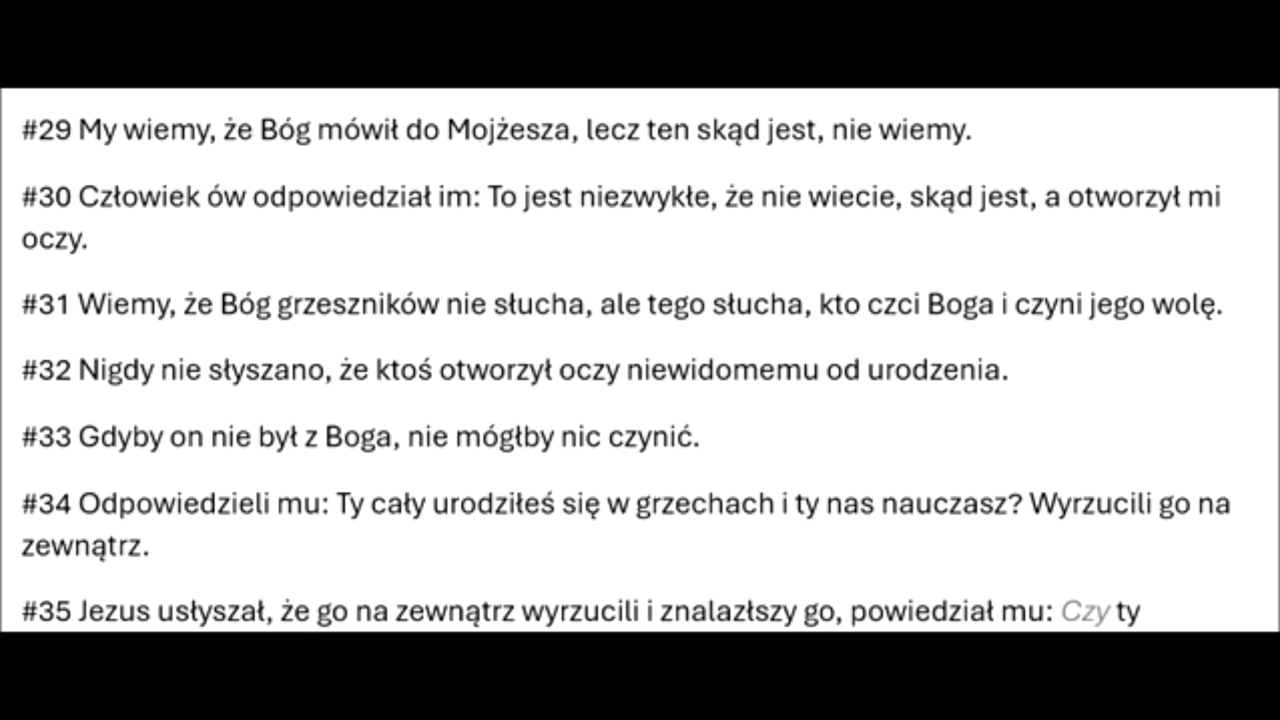 #29 My wiemy, że Bóg mówił do Mojżesza, lecz ten skąd jest, nie wiemy.
#30 Człowiek ów odpowiedział im: To jest niezwykłe, że nie wiecie, skąd jest, a otworzył mi
oczy.
#31 Wiemy, że Bóg grzeszników nie słucha, ale tego słucha, kto czci Boga i czyni jego wolę.
#32 Nigdy nie słyszano, że ktoś otworzył oczy niewidomemu od urodzenia.
#33 Gdyby on nie był z Boga, nie mógłby nic czynić.
#34 Odpowiedzieli mu: Ty cały urodziłeś się w grzechach i ty nas nauczasz? Wyrzucili go na
zewnątrz.
#35 Jezus usłyszał, że go na zewnątrz wyrzucili i znalazłszy go, powiedział mu: Czy ty